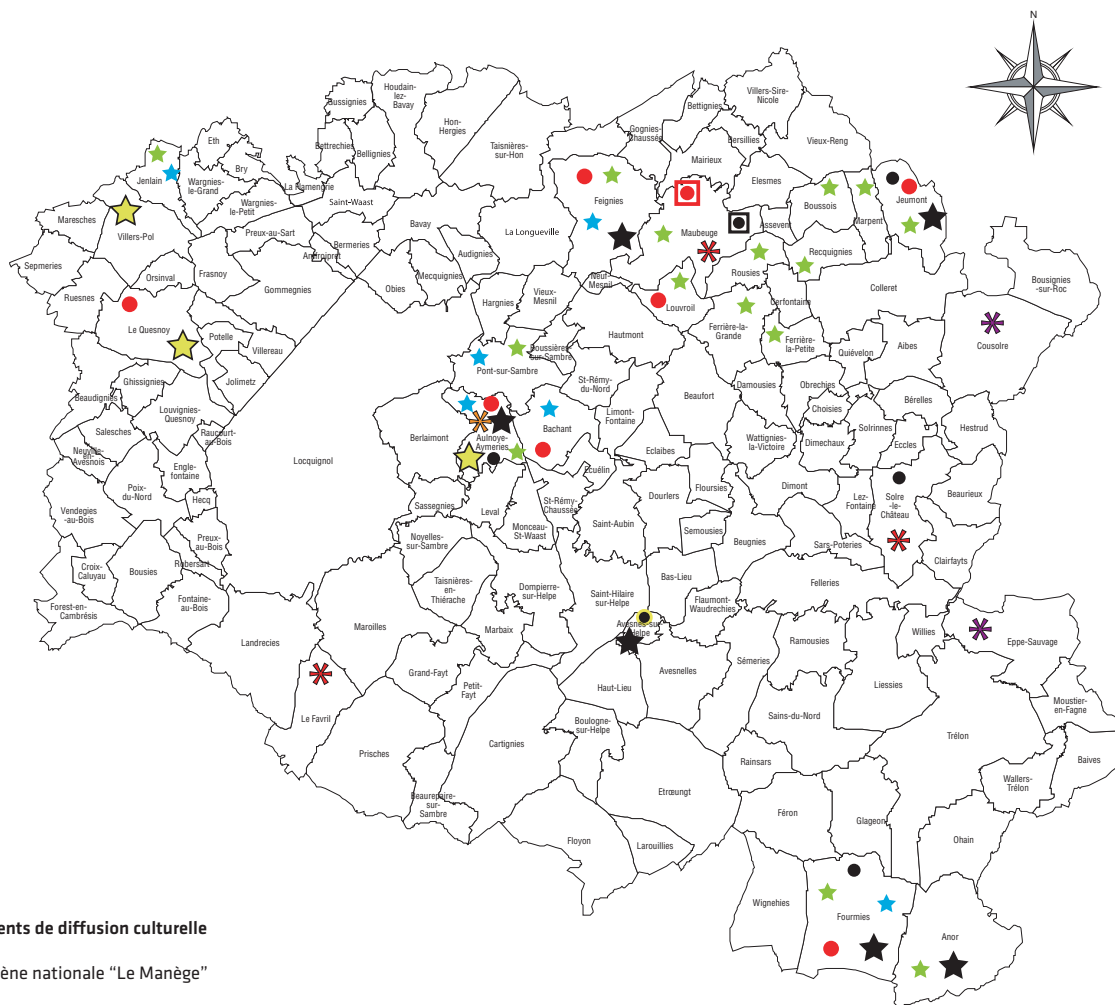 N
Houdain-
lez-
Bavay
Bussignies
Hon-
Hergies
Taisnières-
sur-Hon
Gognies-
Chaussée
Bettignies
Villers-Sire-
Nicole
Bersillies
Mairieux
Vieux-Reng
Elesmes
Eth
Bry
Bettrechies
Bellignies
Jenlain
Wargnies-
le-Grand
La Flamengrie
Wargnies-
le-Petit
Saint-Waast
Feignies
Maubeuge
Assevent
Boussois
Marpent
Jeumont
Maresches
Villers-Pol
Preux-au-Sart
Bavay
La Longueville
Bermeries
Amfroipret
Audignies
Mecquignies
Obies
Sepmeries
Orsinval
Frasnoy
Gommegnies
Ruesnes
Neuf-
Mesnil
Vieux-
Mesnil
Hargnies
Rousies
Recquignies
Cerfontaine
Colleret
Bousignies
-sur-Roc
Cousolre
Louvroil
Hautmont
Ferrière-la-
Grande
Ferrière-
la-Petite
Quiévelon
Aibes
Le Quesnoy
Potelle
Villereau
Jolimetz
Ghissignies
Beaudignies
Louvignies-
Quesnoy
Salesches
Raucourt-
au-Bois
Neuville-
en-
Avesnois
Engle-
fontaine
Poix-
du-Nord
Hecq
Vendegies
-au-Bois
Preux-
au-Bois
Robersart
Croix-
Caluyau
Bousies
Fontaine-
au-Bois
Forest-en-
Cambrésis
Locquignol
Boussières-
sur-Sambre
Pont-sur-Sambre
St-Rémy-
du-Nord
Beaufort
Damousies
Obrechies
Choisies
Bérelles
Solrinnes
Hestrud
Eccles
Berlaimont
Aulnoye-
Aymeries
Bachant
Limont-
Fontaine
Eclaibes
Wattignies-
la-Victoire
Dimechaux
Ecuélin
Dourlers
Floursies
Dimont
Lez-
Fontaine
Solre
-le-
Château
Beaurieux
Sassegnies
Leval
St-Rémy-
Chaussée
Monceau-
St-Waast
Saint-Aubin
Semousies
Beugnies
Sars-Poteries
Clairfayts
Noyelles-
sur-Sambre
Taisnières-
en-
Thiérache
Dompierre-
sur-Helpe
Saint-Hilaire
sur-Helpe
Bas-Lieu
Flaumont-
Waudrechies
Felleries
Landrecies
Maroilles
Marbaix
Avesnes-sur
-Helpe
Ramousies
Willies
Eppe-Sauvage
Grand-Fayt
Petit-
Fayt
Haut-Lieu
Avesnelles
Sémeries
Liessies
Moustier-
en-Fagne
Le Favril
Prisches
Cartignies
Boulogne-
sur-Helpe
Sains-du-Nord
Trélon
Baives
Rainsars
Wallers-
Trélon
Beaurepaire-
sur-
Sambre
Etrœungt
Féron
Glageon
Ohain
Floyon
Larouillies
Wignehies
Fourmies
Anor
ents de diffusion culturelle
ène nationale “Le Manège”